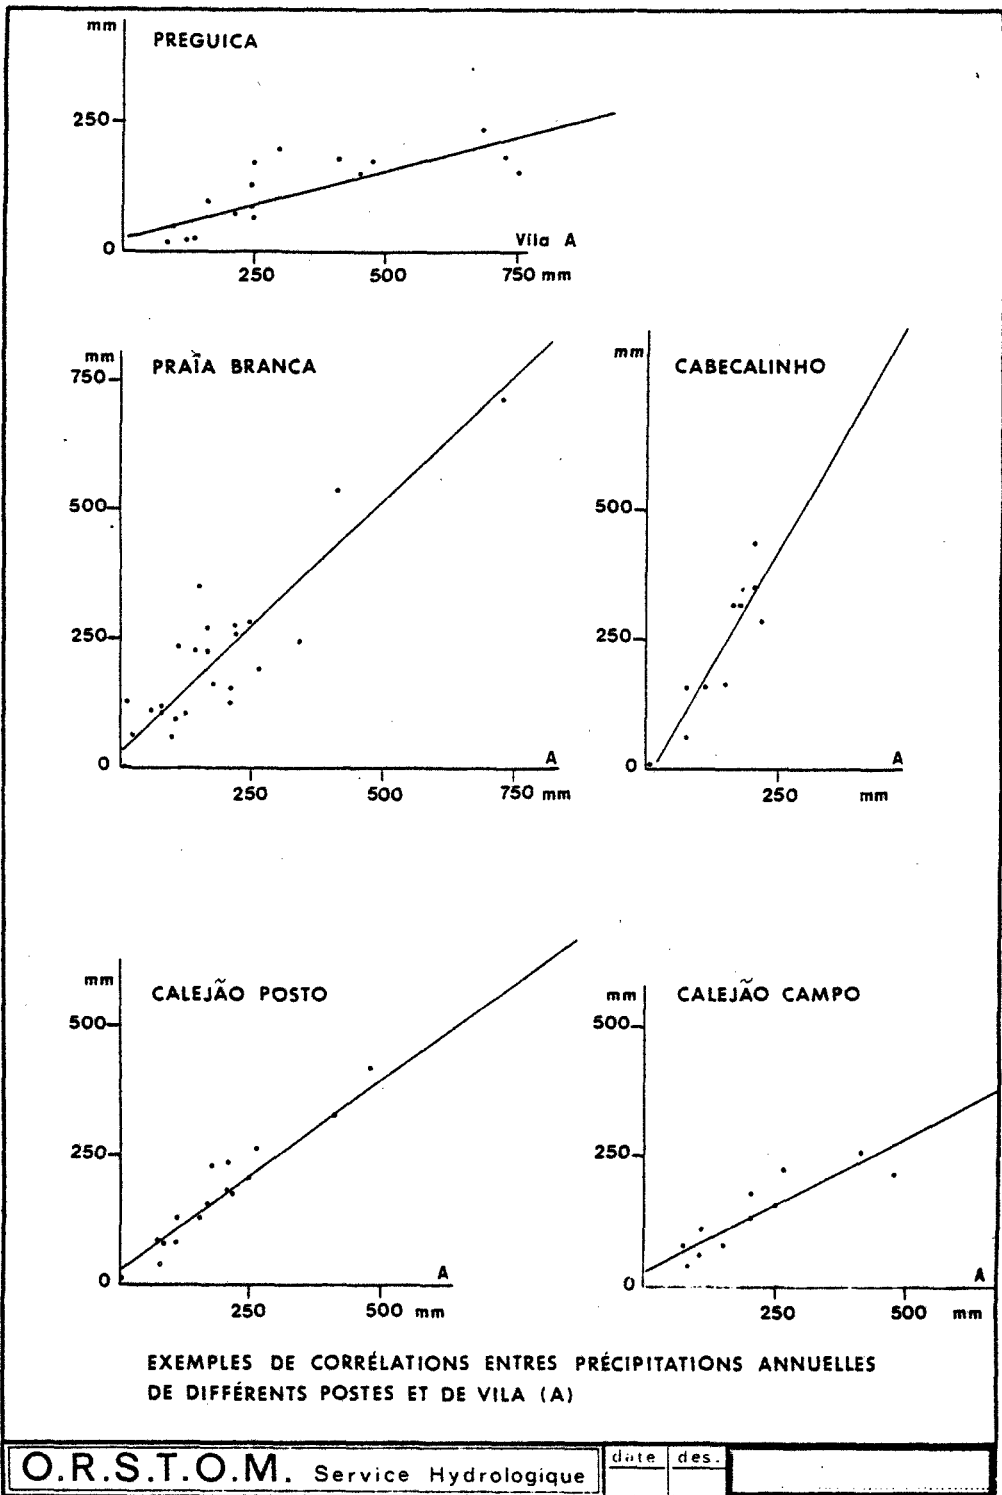 mm
PREGUICA
250
0
Vila A
250 500 750 mm
mm
PRAĨA BRANCA
750
500
250
0
A
250 500 750 mm
mm
CABECALINHO
500
250
0
A
250 mm
mm
CALEJÃO POSTO
500
250
0
A
250 500 mm
mm
CALEJÃO CAMPO
500
250
0
A
250 500 mm
EXEMPLES DE CORRÉLATIONS ENTRES PRÉCIPITATIONS ANNUELLES
DE DIFFÉRENTS POSTES ET DE VILA (A)
O.R.S.T.O.M. Service Hydrologique
date des.